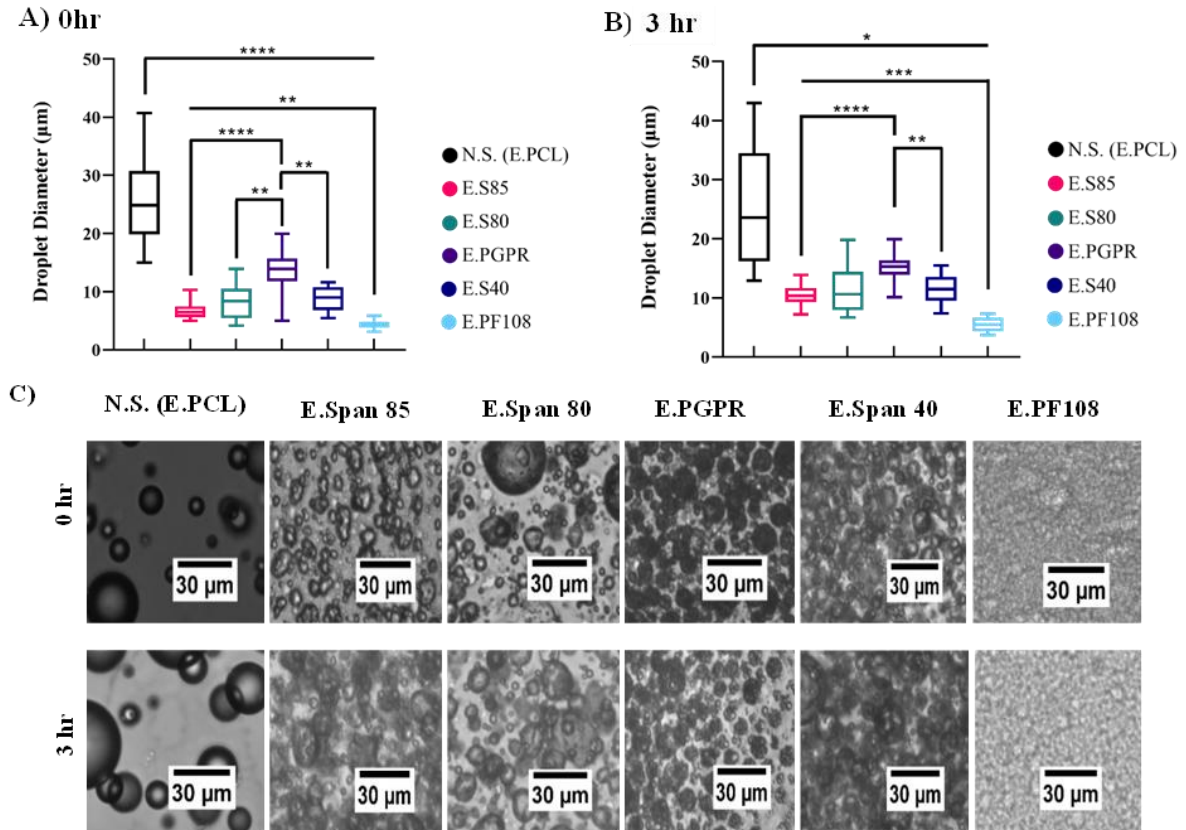 A) 0hr
Droplet Diameter (μm)
50
40
30
20
10
0
****
**
****
**
**
N.S. (E.PCL)
E.S85
E.S80
E.PGPR
E.S40
E.PF108
B) 3 hr
Droplet Diameter (μm)
50
40
30
20
10
0
*
***
****
**
N.S. (E.PCL)
E.S85
E.S80
E.PGPR
E.S40
E.PF108
C)
N.S. (E.PCL) E.Span 85 E.Span 80 E.PGPR E.Span 40 E.PF108
0 hr
30 μm 30 μm 30 μm 30 μm 30 μm 30 μm
3 hr
30 μm 30 μm 30 μm 30 μm 30 μm 30 μm